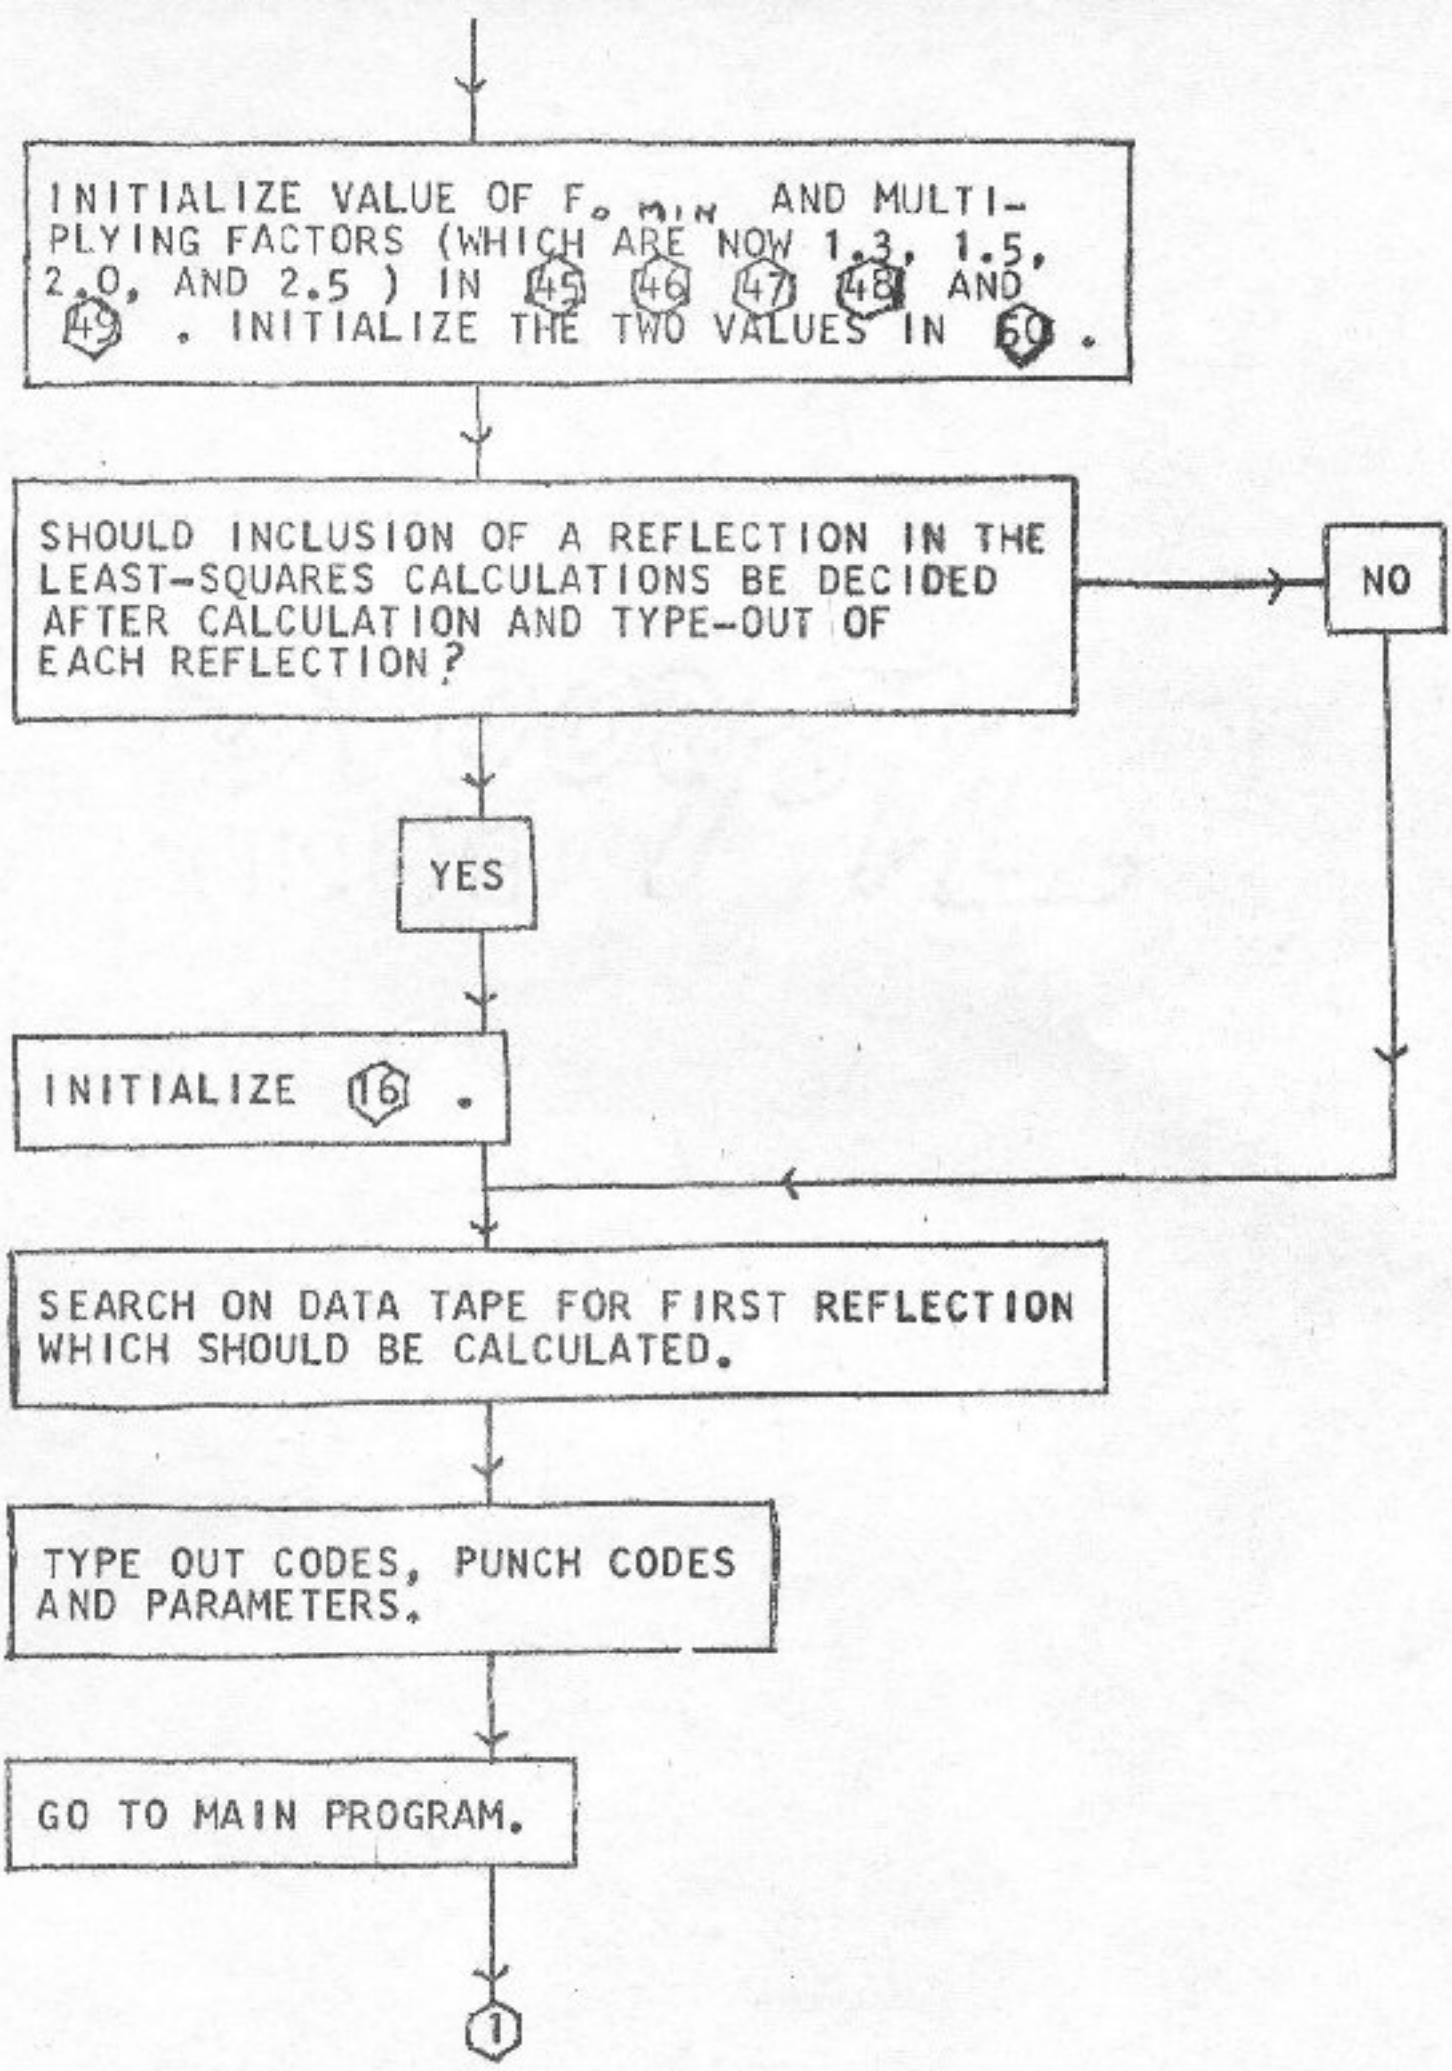 INITIALIZE VALUE OF F₀ MIN AND MULTI-
PLYING FACTORS (WHICH ARE NOW 1.3, 1.5,
2.0, AND 2.5 ) IN 45 46 47 48 AND
49 . INITIALIZE THE TWO VALUES IN .
SHOULD INCLUSION OF A REFLECTION IN THE
LEAST-SQUARES CALCULATIONS BE DECIDED
AFTER CALCULATION AND TYPE-OUT OF
EACH REFLECTION?
NO
YES
INITIALIZE 16 .
SEARCH ON DATA TAPE FOR FIRST REFLECTION
WHICH SHOULD BE CALCULATED.
TYPE OUT CODES, PUNCH CODES
AND PARAMETERS.
GO TO MAIN PROGRAM.
1